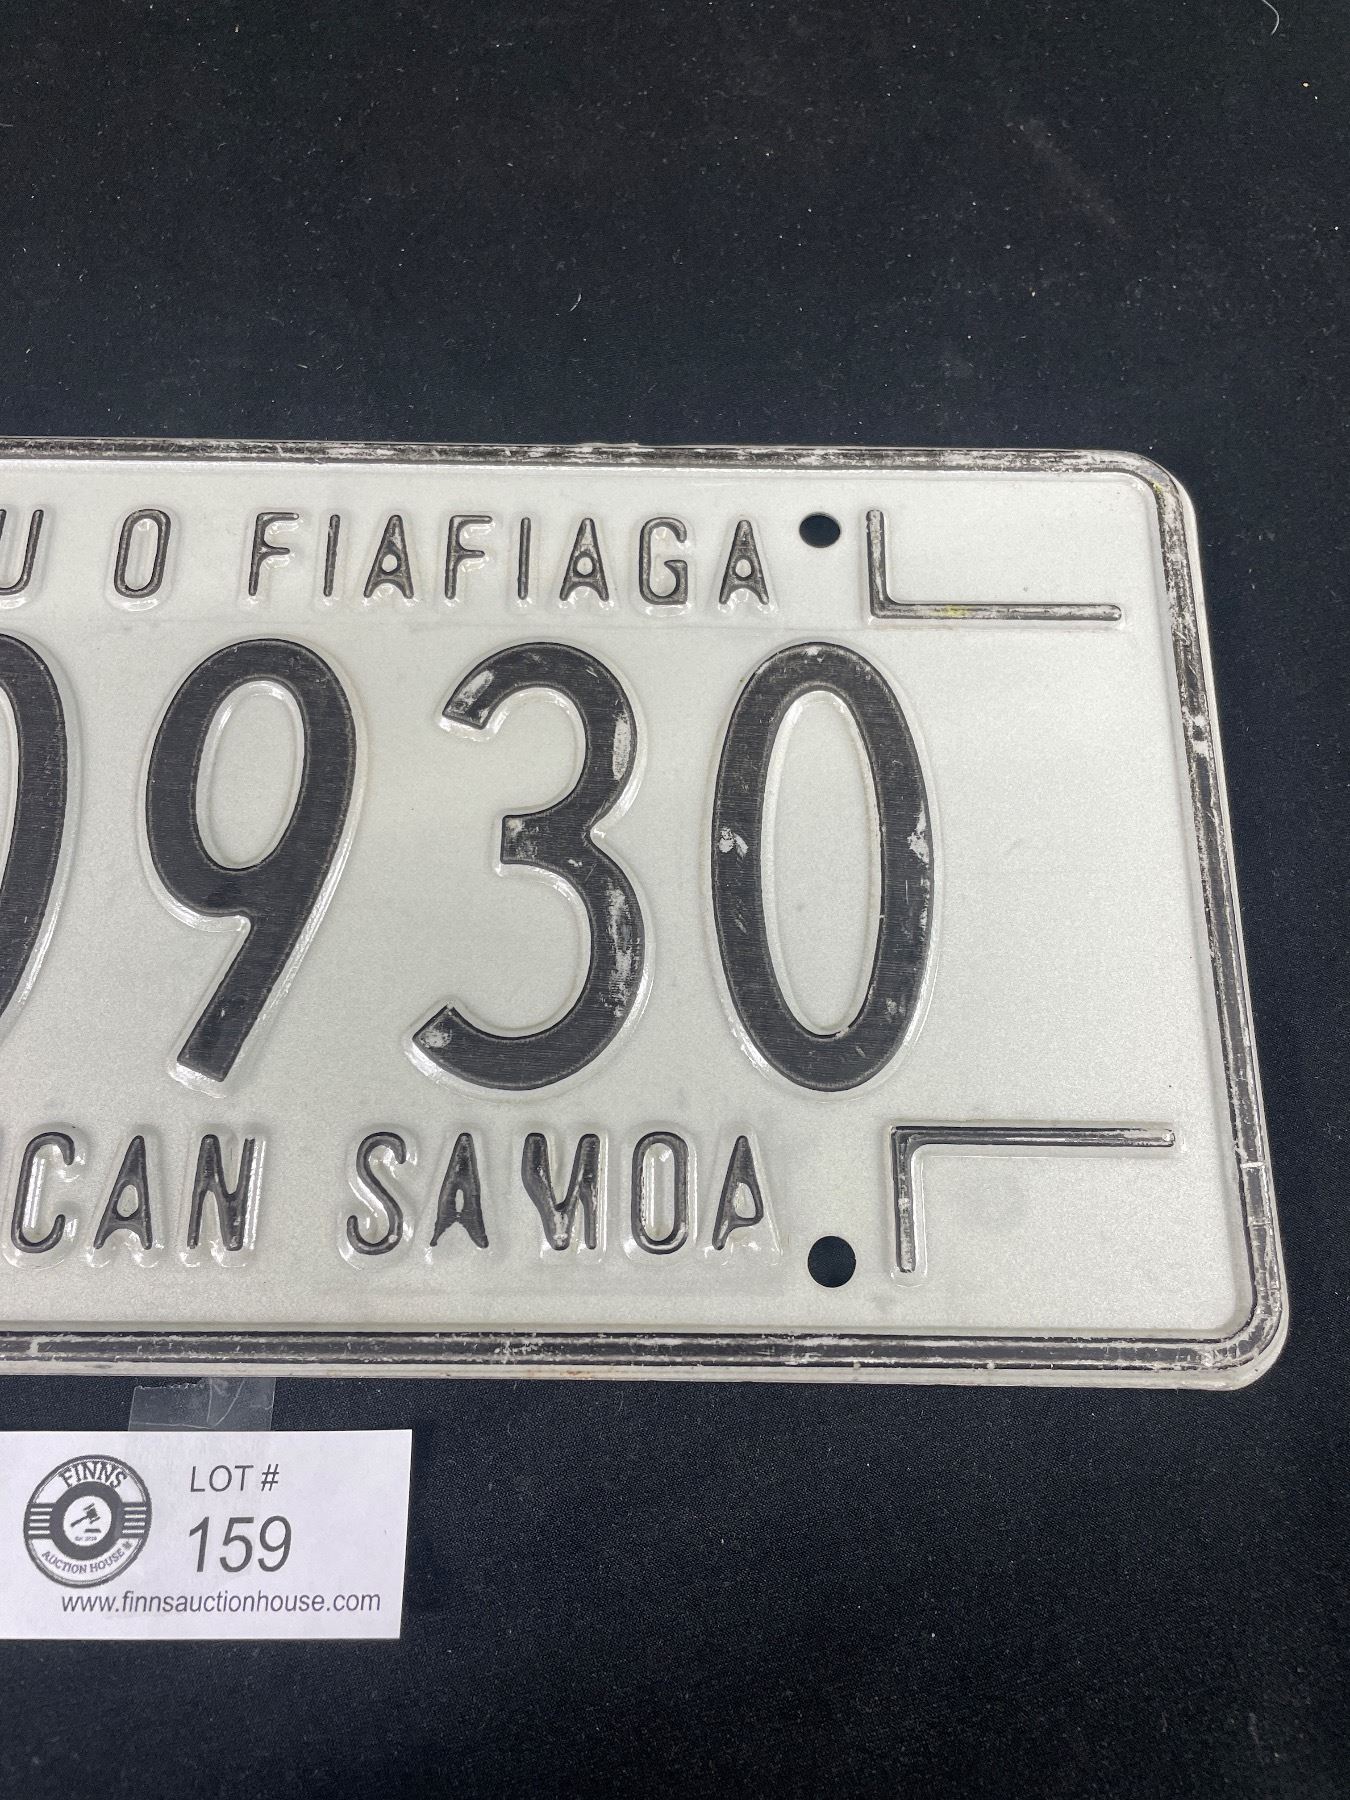 U O FIAFIAGA
930
CAN SAMOA
FINNS
AUCTION HOUSE
LOT #
159
www.finnsauctionhouse.com